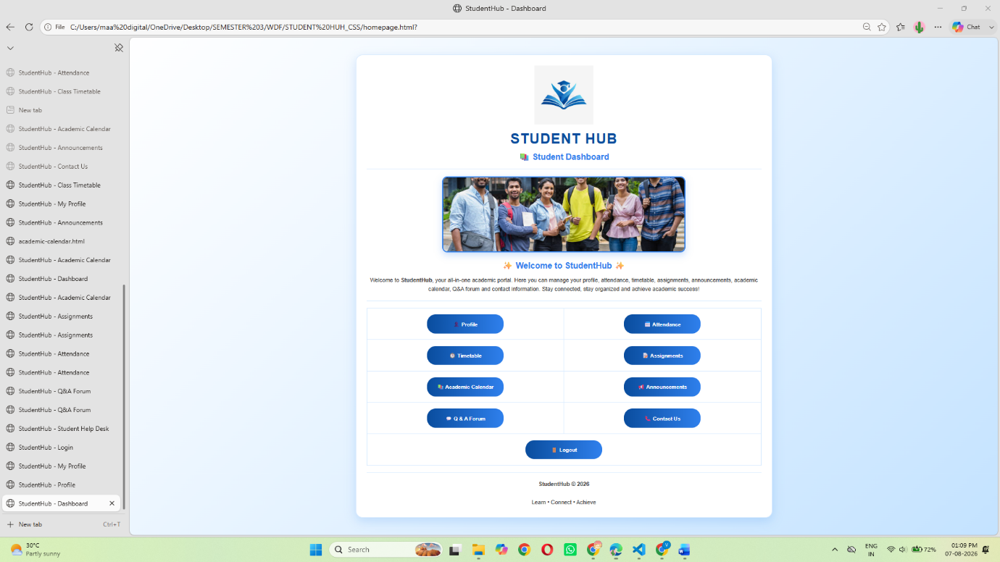 StudentHub - Dashboard
File C:/Users/maa%20digital/OneDrive/Desktop/SEMESTER%203/WDF/STUDENT%20HUH_CSS/homepage.html?
Chat
StudentHub - Attendance
StudentHub - Class Timetable
New tab
StudentHub - Academic Calendar
StudentHub - Announcements
StudentHub - Contact Us
StudentHub - Class Timetable
StudentHub - My Profile
StudentHub - Announcements
academic-calendar.html
StudentHub - Academic Calendar
StudentHub - Dashboard
StudentHub - Academic Calendar
StudentHub - Assignments
StudentHub - Assignments
StudentHub - Attendance
StudentHub - Attendance
StudentHub - Q&A Forum
StudentHub - Q&A Forum
StudentHub - Student Help Desk
StudentHub - Login
StudentHub - My Profile
StudentHub - Profile
StudentHub - Dashboard
New tab Ctrl+T
STUDENT HUB
Student Dashboard
Welcome to StudentHub
Welcome to StudentHub, your all-in-one academic portal. Here you can manage your profile, attendance, timetable, assignments, announcements, academic
calendar, Q&A forum and contact information. Stay connected, stay organized and achieve academic success!
Profile
Attendance
Timetable
Assignments
Academic Calendar
Announcements
Q & A Forum
Contact Us
Logout
StudentHub © 2026
Learn • Connect • Achieve
30°C
Partly sunny
Search
V
ENG
IN
72%
01:09 PM
07-08-2026